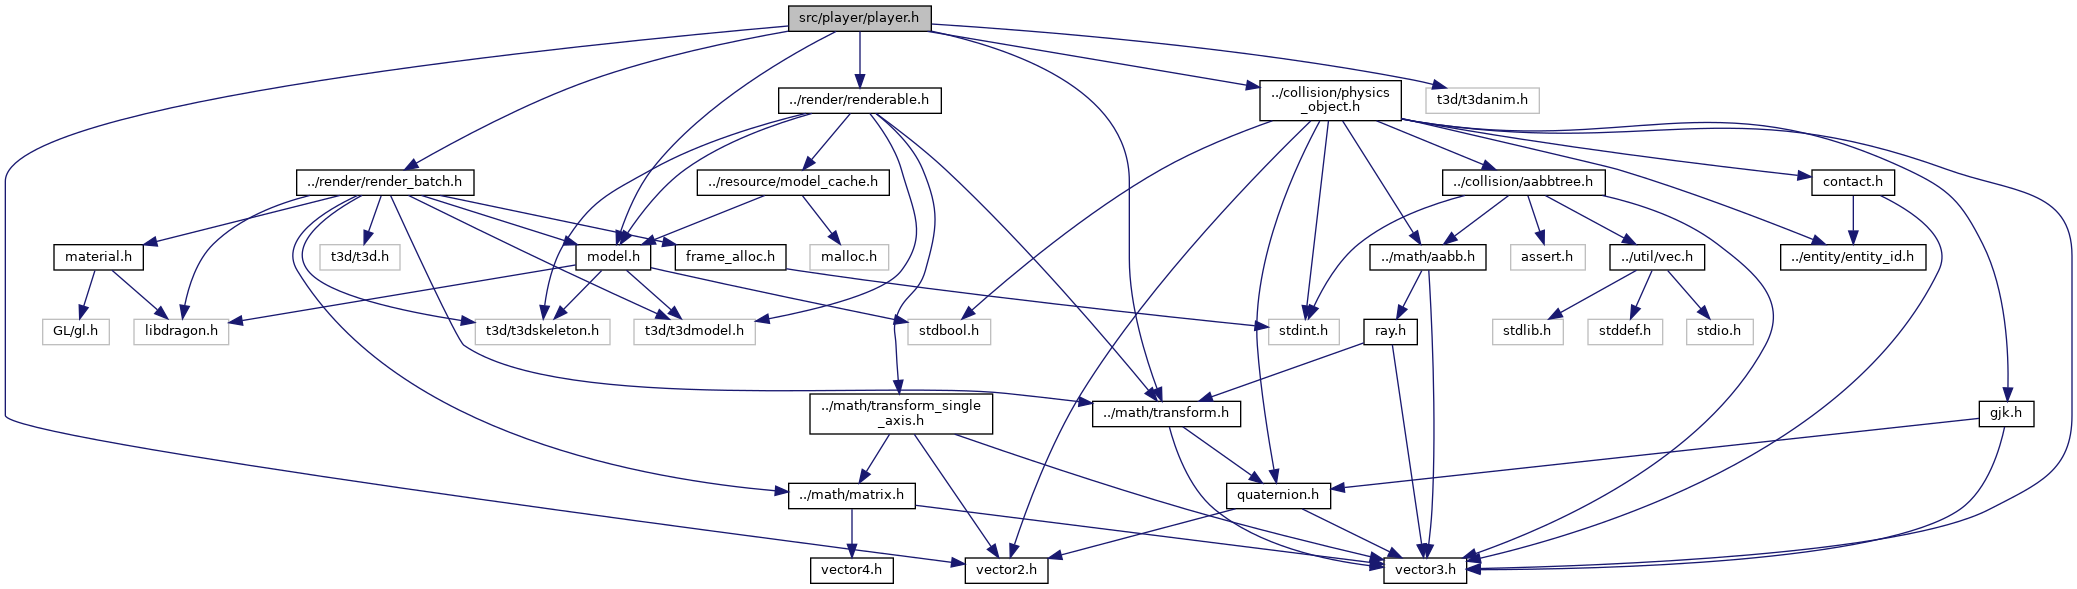 src/player/player.h
../render/renderable.h
../collision/physics
_object.h
t3d/t3danim.h
../render/render_batch.h
../resource/model_cache.h
../collision/aabbtree.h
contact.h
material.h
t3d/t3d.h
model.h
frame_alloc.h
malloc.h
../math/aabb.h
assert.h
../util/vec.h
../entity/entity_id.h
GL/gl.h
libdragon.h
t3d/t3dskeleton.h
t3d/t3dmodel.h
stdbool.h
stdint.h
ray.h
stdlib.h
stddef.h
stdio.h
../math/transform_single
_axis.h
../math/transform.h
gjk.h
../math/matrix.h
quaternion.h
vector4.h
vector2.h
vector3.h